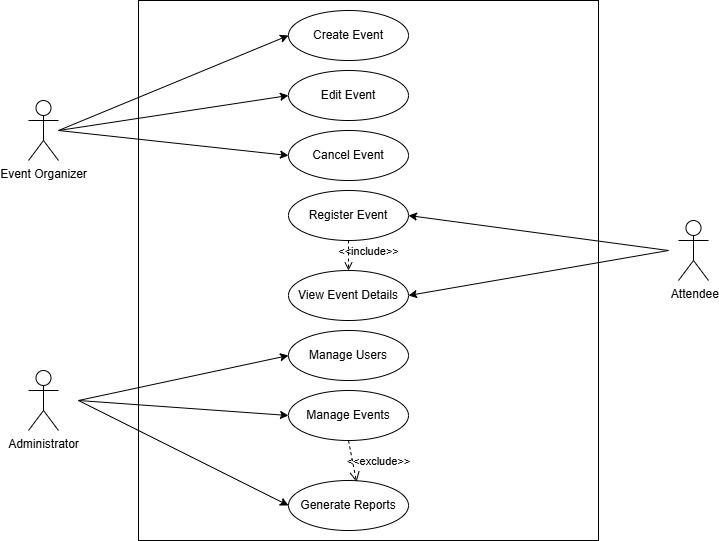 Create Event
Edit Event
Event Organizer
Cancel Event
Register Event
<<include>>
View Event Details
Attendee
Manage Users
Administrator
Manage Events
<<exclude>>
Generate Reports